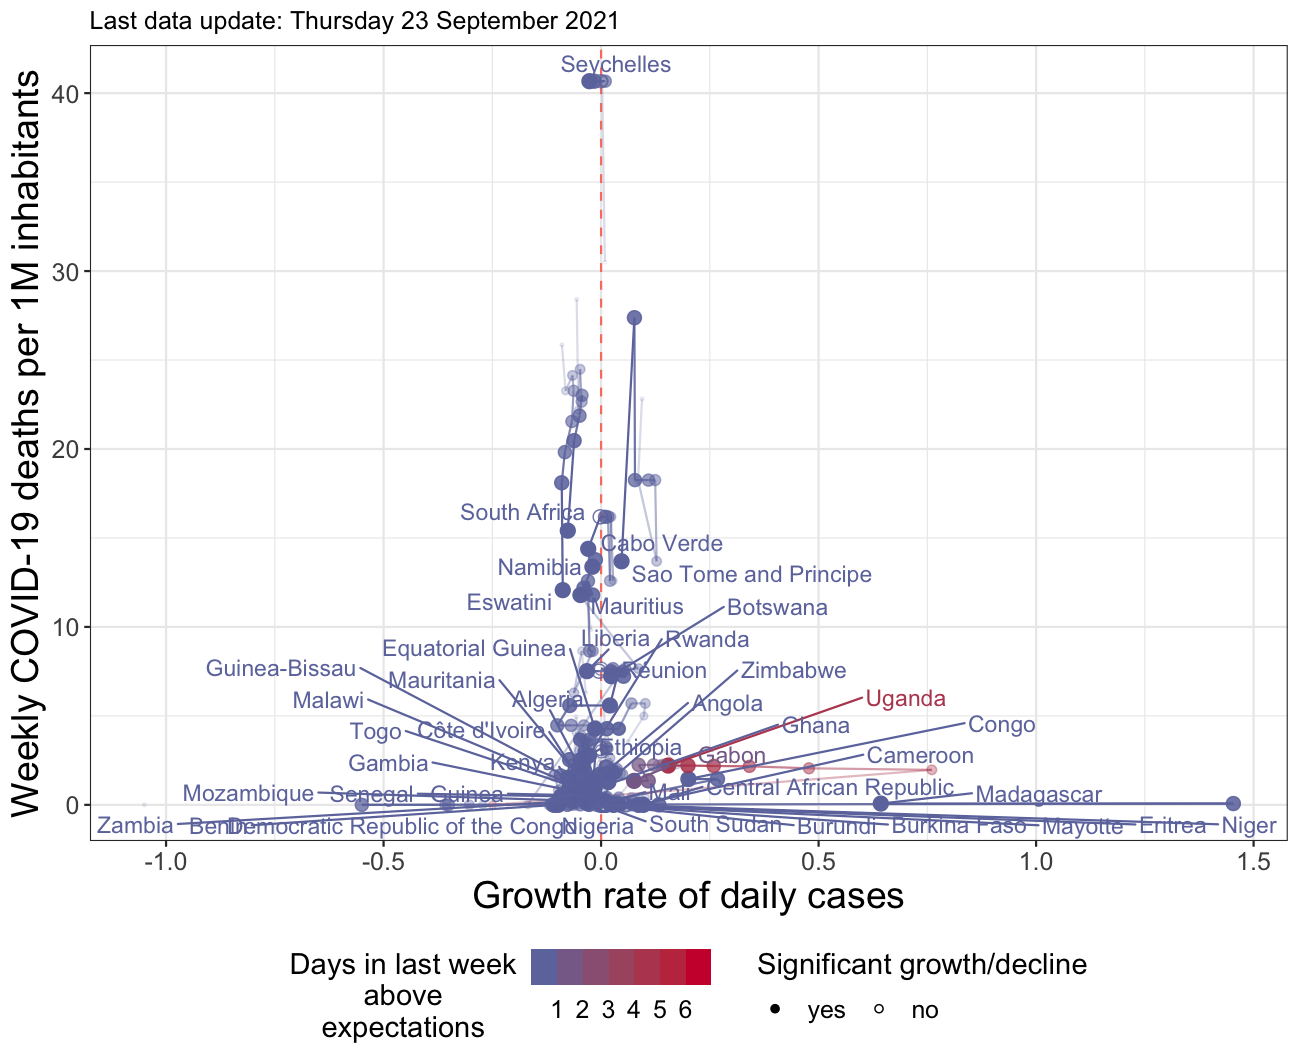 Last data update: Thursday 23 September 2021
Weekly COVID-19 deaths per 1M inhabitants
40
30
20
10
0
Seychelles
South Africa
Cabo Verde
Namibia
Sao Tome and Principe
Eswatini
Mauritius
Botswana
Liberia
Rwanda
Equatorial Guinea
Guinea-Bissau
Réunion
Zimbabwe
Mauritania
Malawi
Algeria
Angola
Uganda
Togo
Côte d'Ivoire
Ghana
Congo
Ethiopia
Gambia
Kenya
Gabon
Cameroon
Mozambique
Senegal
Guinea
Mali
Central African Republic
Madagascar
Zambia
Benin
Democratic Republic of the Congo
Nigeria
South Sudan
Burundi
Burkina Faso
Mayotte
Eritrea
Niger
-1.0
-0.5
0.0
0.5
1.0
1.5
Growth rate of daily cases
Days in last week
above
expectations
1 2 3 4 5 6
Significant growth/decline
yes
no